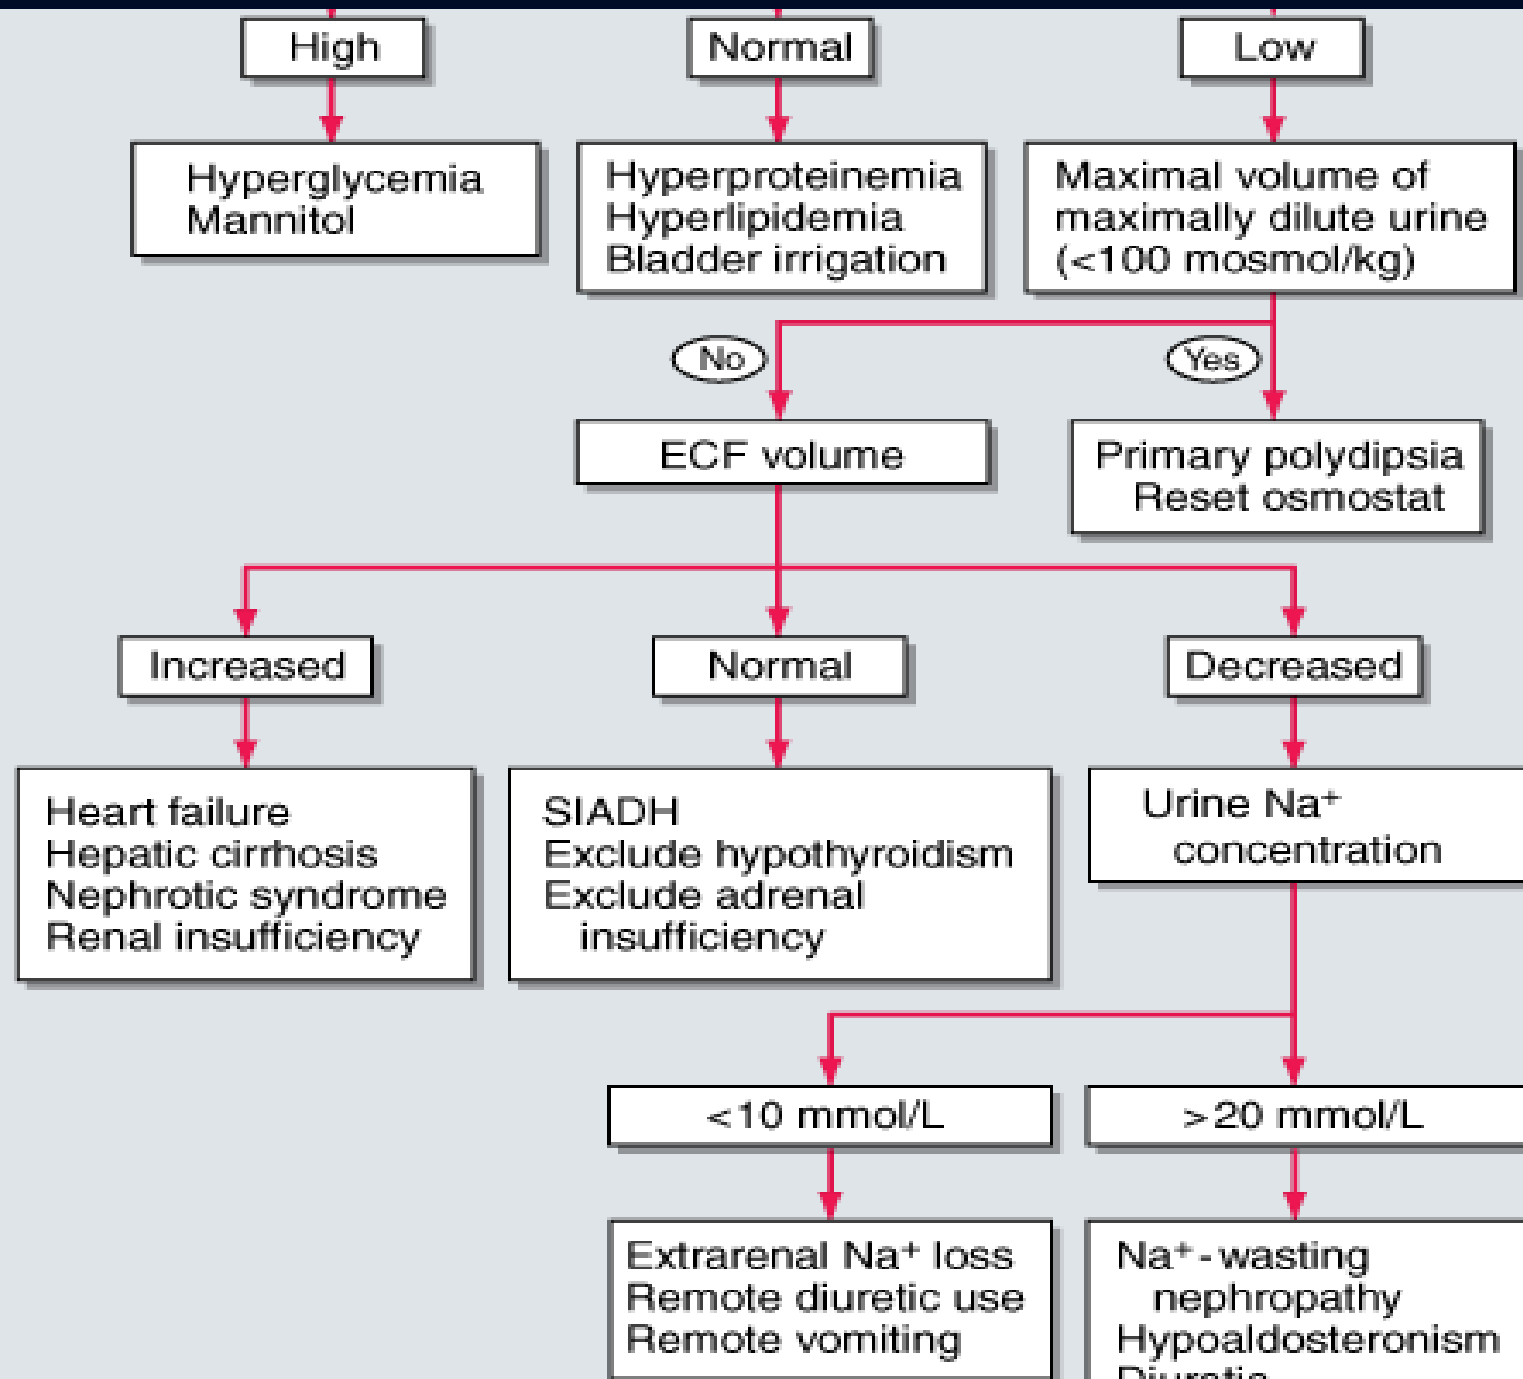 High
Normal
Low
Hyperglycemia
Mannitol
Hyperproteinemia
Hyperlipidemia
Bladder irrigation
Maximal volume of
maximally dilute urine
(<100 mosmol/kg)
No
Yes
ECF volume
Primary polydipsia
Reset osmostat
Increased
Normal
Decreased
Heart failure
Hepatic cirrhosis
Nephrotic syndrome
Renal insufficiency
SIADH
Exclude hypothyroidism
Exclude adrenal
insufficiency
Urine Na⁺
concentration
<10 mmol/L
>20 mmol/L
Extrarenal Na⁺ loss
Remote diuretic use
Remote vomiting
Na⁺-wasting
nephropathy
Hypoaldosteronism
Diuretic